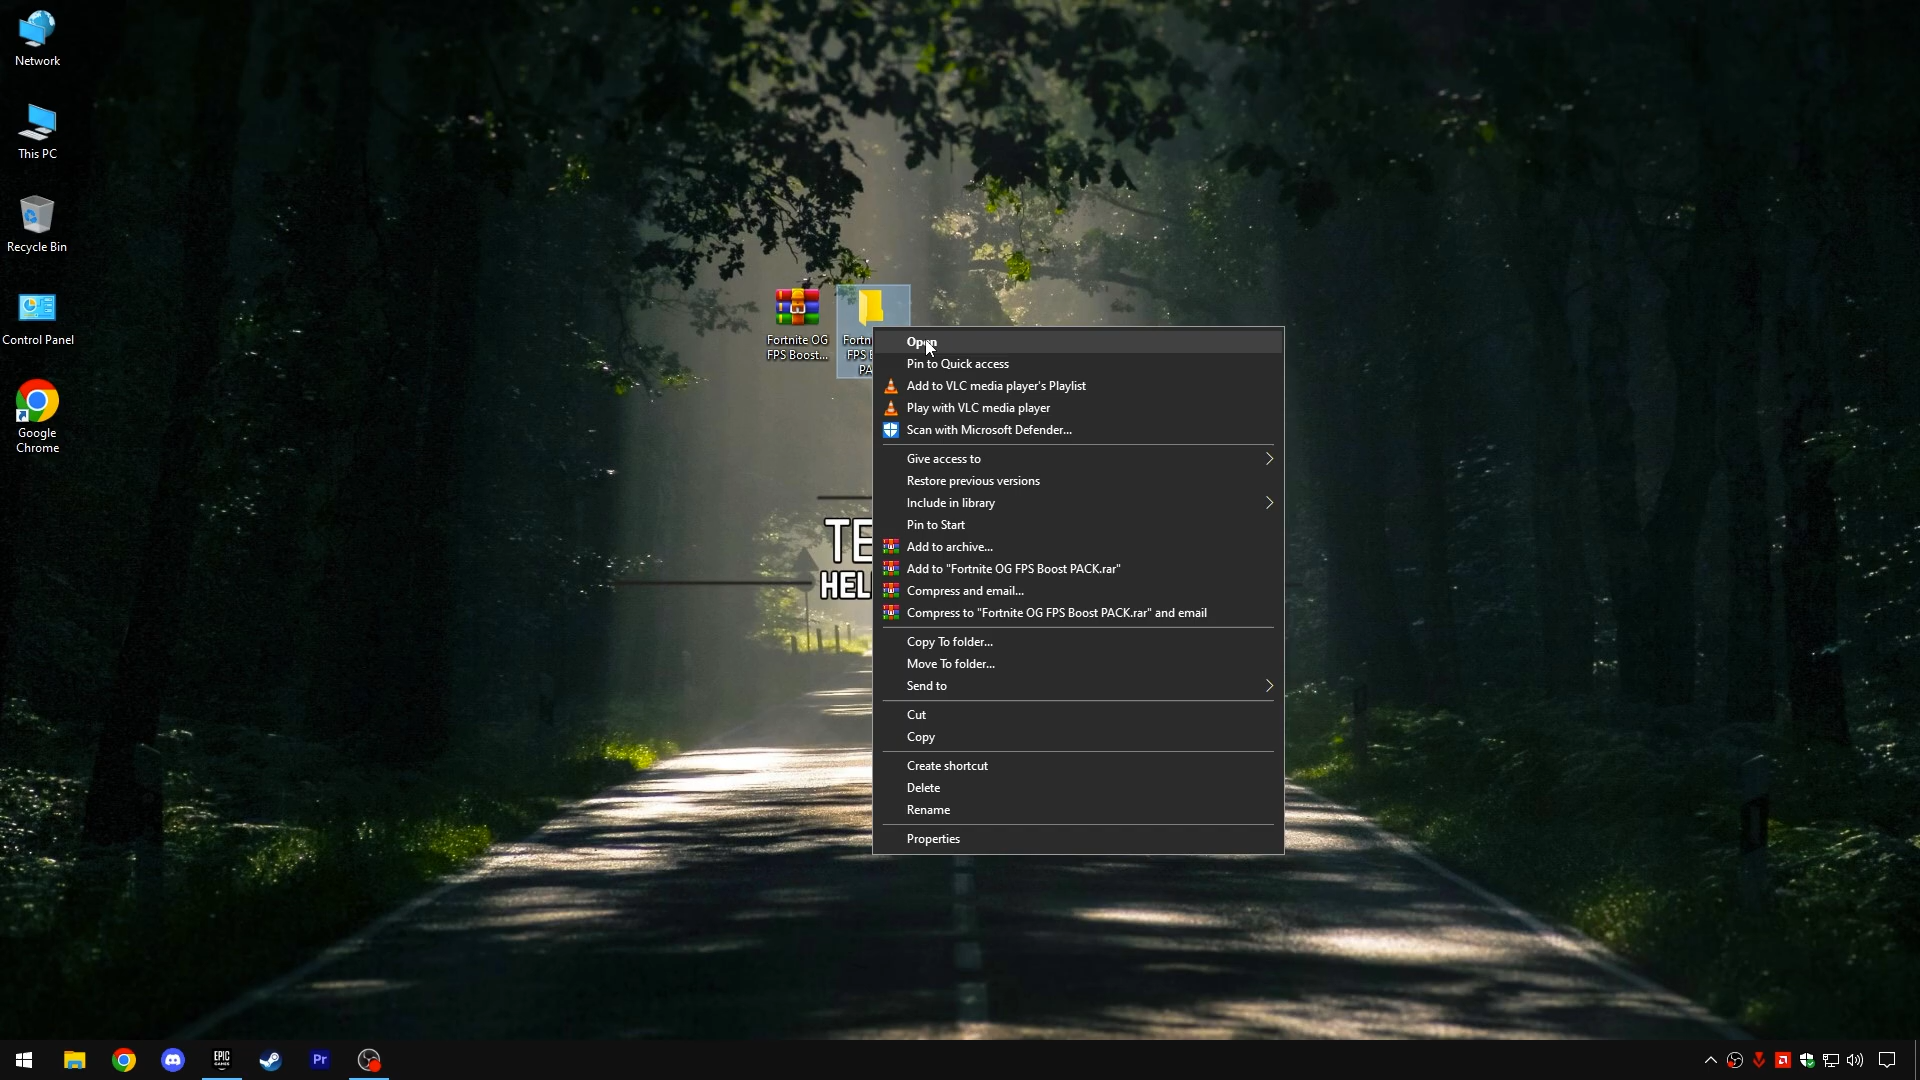 Network
This PC
Recycle Bin
Control Panel
Google
Chrome
Fortnite OG
FPS Boost...
Open
Pin to Quick access
Add to VLC media player's Playlist
Play with VLC media player
Scan with Microsoft Defender...
Give access to
Restore previous versions
Include in library
Pin to Start
Add to archive...
Add to "Fortnite OG FPS Boost PACK.rar"
Compress and email...
Compress to "Fortnite OG FPS Boost PACK.rar" and email
Copy To folder...
Move To folder...
Send to
Cut
Copy
Create shortcut
Delete
Rename
Properties
EPIC
GAMES
Pr